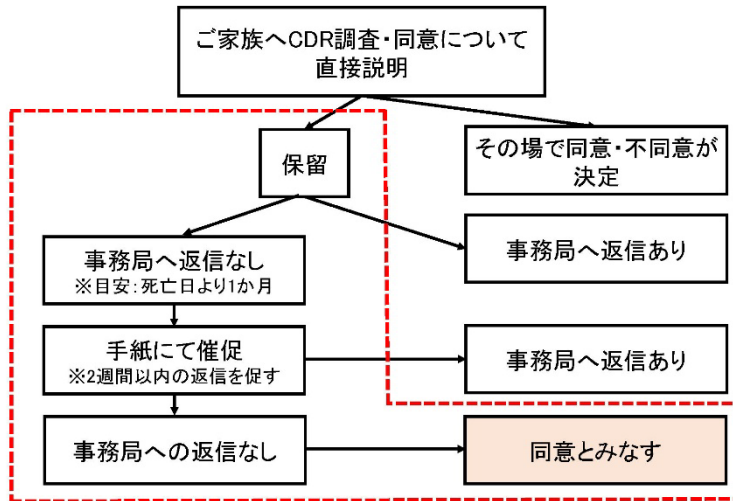 ご家族へCDR調査・同意について
直接説明
保留
その場で同意・不同意が
決定
事務局へ返信なし
※目安：死亡日より1か月
事務局へ返信あり
手紙にて催促
※2週間以内の返信を促す
事務局へ返信あり
事務局への返信なし
同意とみなす